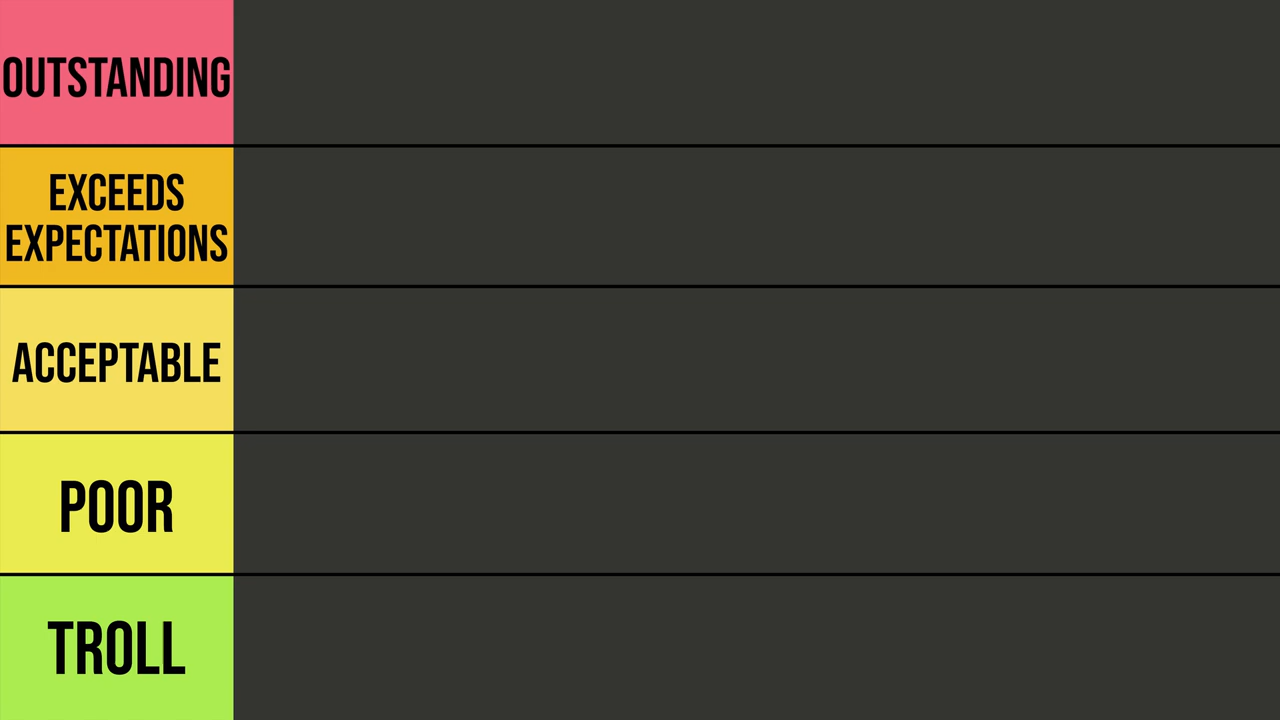 OUTSTANDING
EXCEEDS
EXPECTATIONS
ACCEPTABLE
POOR
TROLL